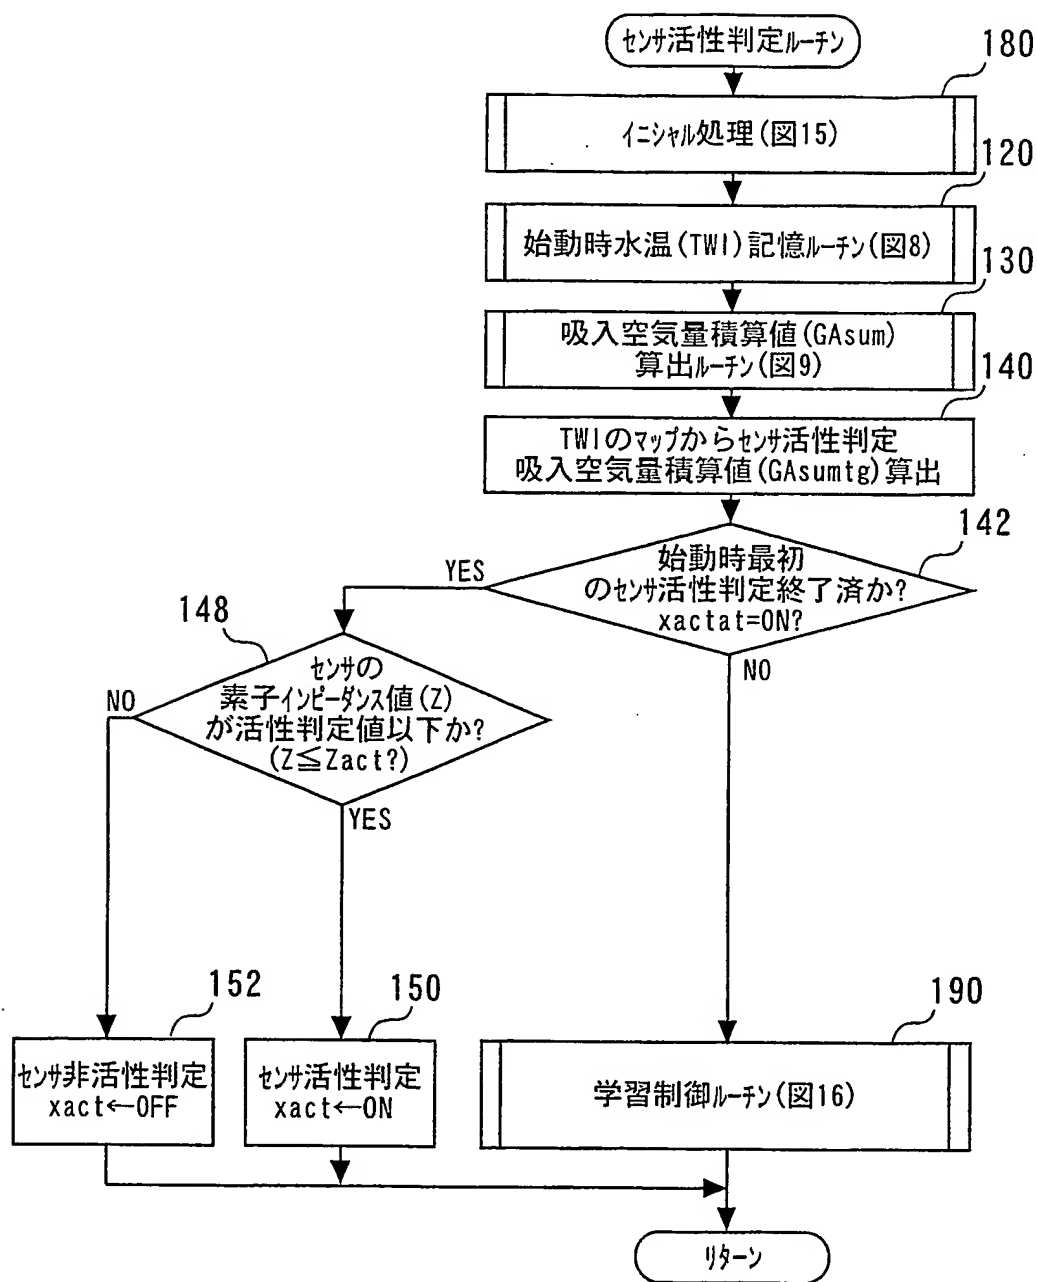 センサ活性判定ルーチン
180
イニシャル処理(図15)
120
始動時水温(TWI)記憶ルーチン(図8)
130
吸入空気量積算値(GAsum)
算出ルーチン(図9)
140
TWIのマップからセンサ活性判定
吸入空気量積算値(GAsumtg)算出
142
始動時最初
のセンサ活性判定終了済か?
xactat=ON?
YES
NO
148
センサの
素子インピーダンス値(Z)
が活性判定値以下か?
(Z≦Zact?)
NO
YES
152
センサ非活性判定
xact←OFF
150
センサ活性判定
xact←ON
190
学習制御ルーチン(図16)
リターン